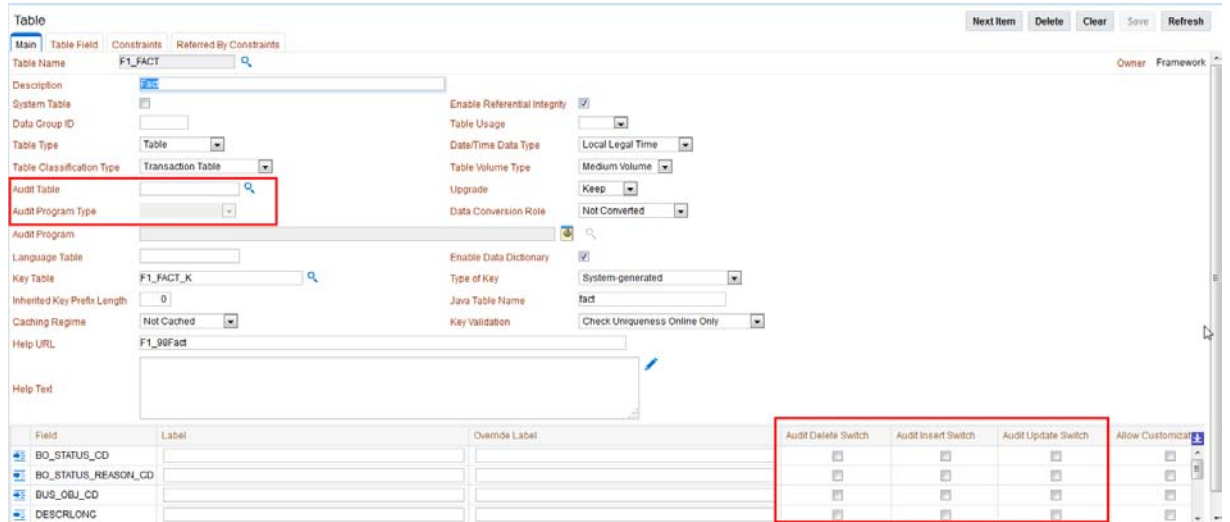 Table
Next Item Delete Clear Save Refresh
Main Table Field Constraints Referred By Constraints
Table Name F1_FACT Owner Framework
Description Fact
System Table Enable Referential Integrity
Data Group ID Table Usage
Table Type Table Date/Time Data Type Local Legal Time
Table Classification Type Transaction Table Table Volume Type Medium Volume
Audit Table Upgrade Keep
Audit Program Type Data Conversion Role Not Converted
Audit Program
Language Table Enable Data Dictionary
Key Table F1_FACT_K Type of Key System-generated
Inherited Key Prefix Length 0 Java Table Name fact
Caching Regime Not Cached Key Validation Check Uniqueness Online Only
Help URL F1_98Fact
Help Text
Field Label Override Label Audit Delete Switch Audit Insert Switch Audit Update Switch Allow Customizat
BO_STATUS_CD
BO_STATUS_REASON_CD
BUS_OBJ_CD
DESCRLONG